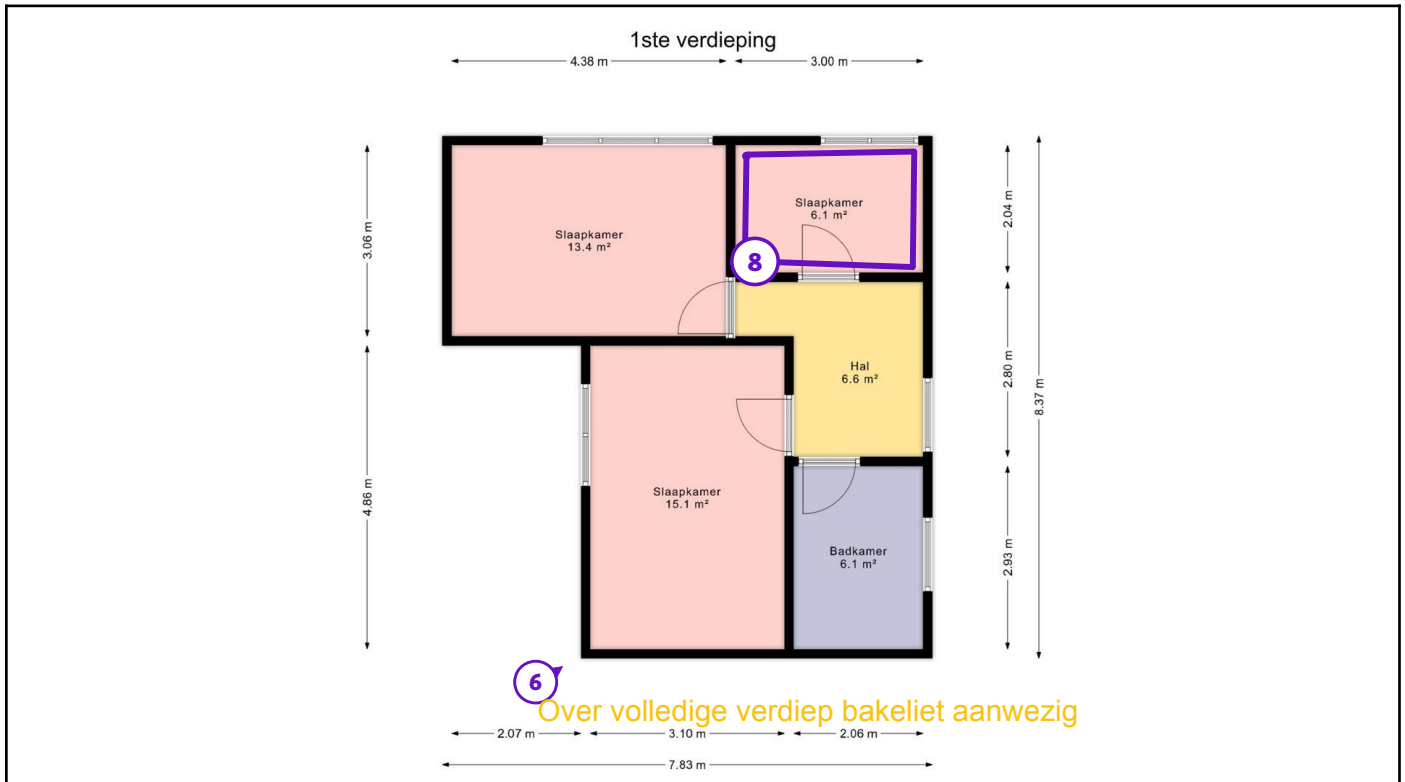 1ste verdieping
4.38 m
3.00 m
Slaapkamer
6.1 m²
2.04 m
3.06 m
Slaapkamer
13.4 m²
8
Hal
6.6 m²
2.80 m
8.37 m
Slaapkamer
15.1 m²
4.86 m
Badkamer
6.1 m²
2.93 m
6
Over volledige verdiep bakeliet aanwezig
2.07 m
3.10 m
2.06 m
7.83 m